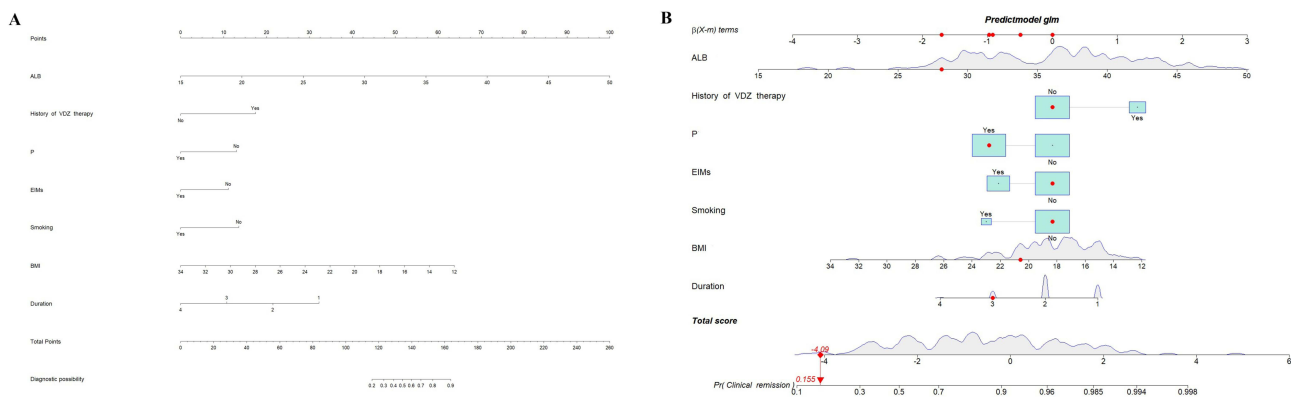 A
Points
0 10 20 30 40 50 60 70 80 90 100
ALB
15 20 25 30 35 40 45 50
History of VDZ therapy
Yes
No
P
No
Yes
EIMs
No
Yes
Smoking
No
Yes
BMI
34 32 30 28 26 24 22 20 18 16 14 12
Duration
3 1
4 2
Total Points
0 20 40 60 80 100 120 140 160 180 200 220 240 260
Diagnostic possibility
0.2 0.3 0.4 0.5 0.6 0.7 0.8 0.9
B
Predictmodel glm
β(X-m) terms
-4 -3 -2 -1 0 1 2 3
ALB
15 20 25 30 35 40 45 50
History of VDZ therapy
No
Yes
P
Yes
No
EIMs
Yes
No
Smoking
Yes
No
BMI
34 30 28 26 24 22 20 18 16 14 12
Duration
4 3 2 1
Total score
-4.09
-4 -2 0 2 4
0.155
Pr( Clinical remission )
0.1 0.3 0.5 0.7 0.9 0.96 0.985 0.994 0.998